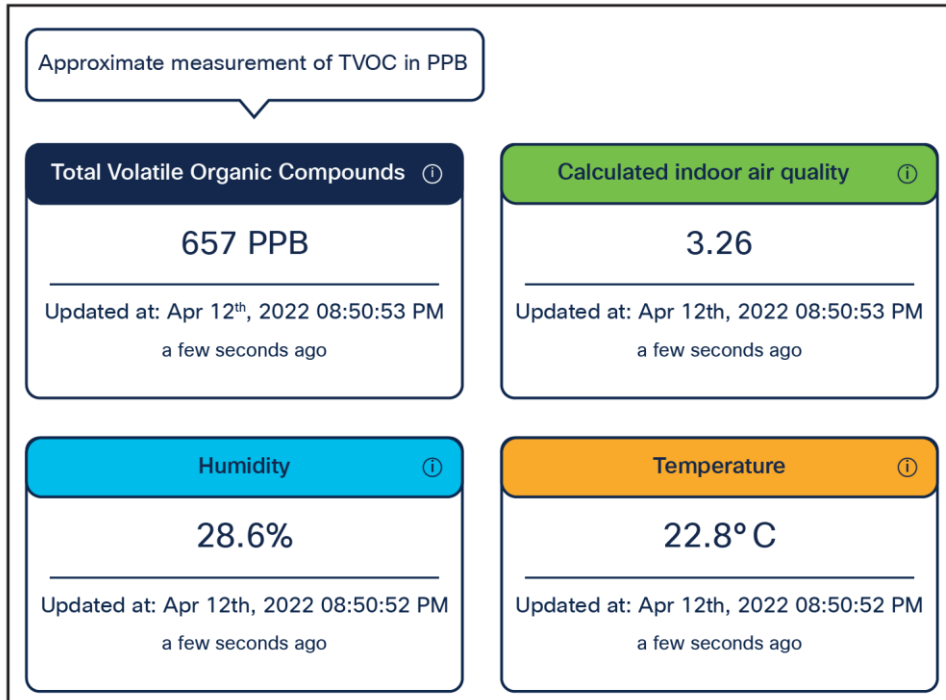 Approximate measurement of TVOC in PPB
Total Volatile Organic Compounds ⓘ
657 PPB
Updated at: Apr 12th, 2022 08:50:53 PM
a few seconds ago
Calculated indoor air quality ⓘ
3.26
Updated at: Apr 12th, 2022 08:50:53 PM
a few seconds ago
Humidity ⓘ
28.6%
Updated at: Apr 12th, 2022 08:50:52 PM
a few seconds ago
Temperature ⓘ
22.8° C
Updated at: Apr 12th, 2022 08:50:52 PM
a few seconds ago